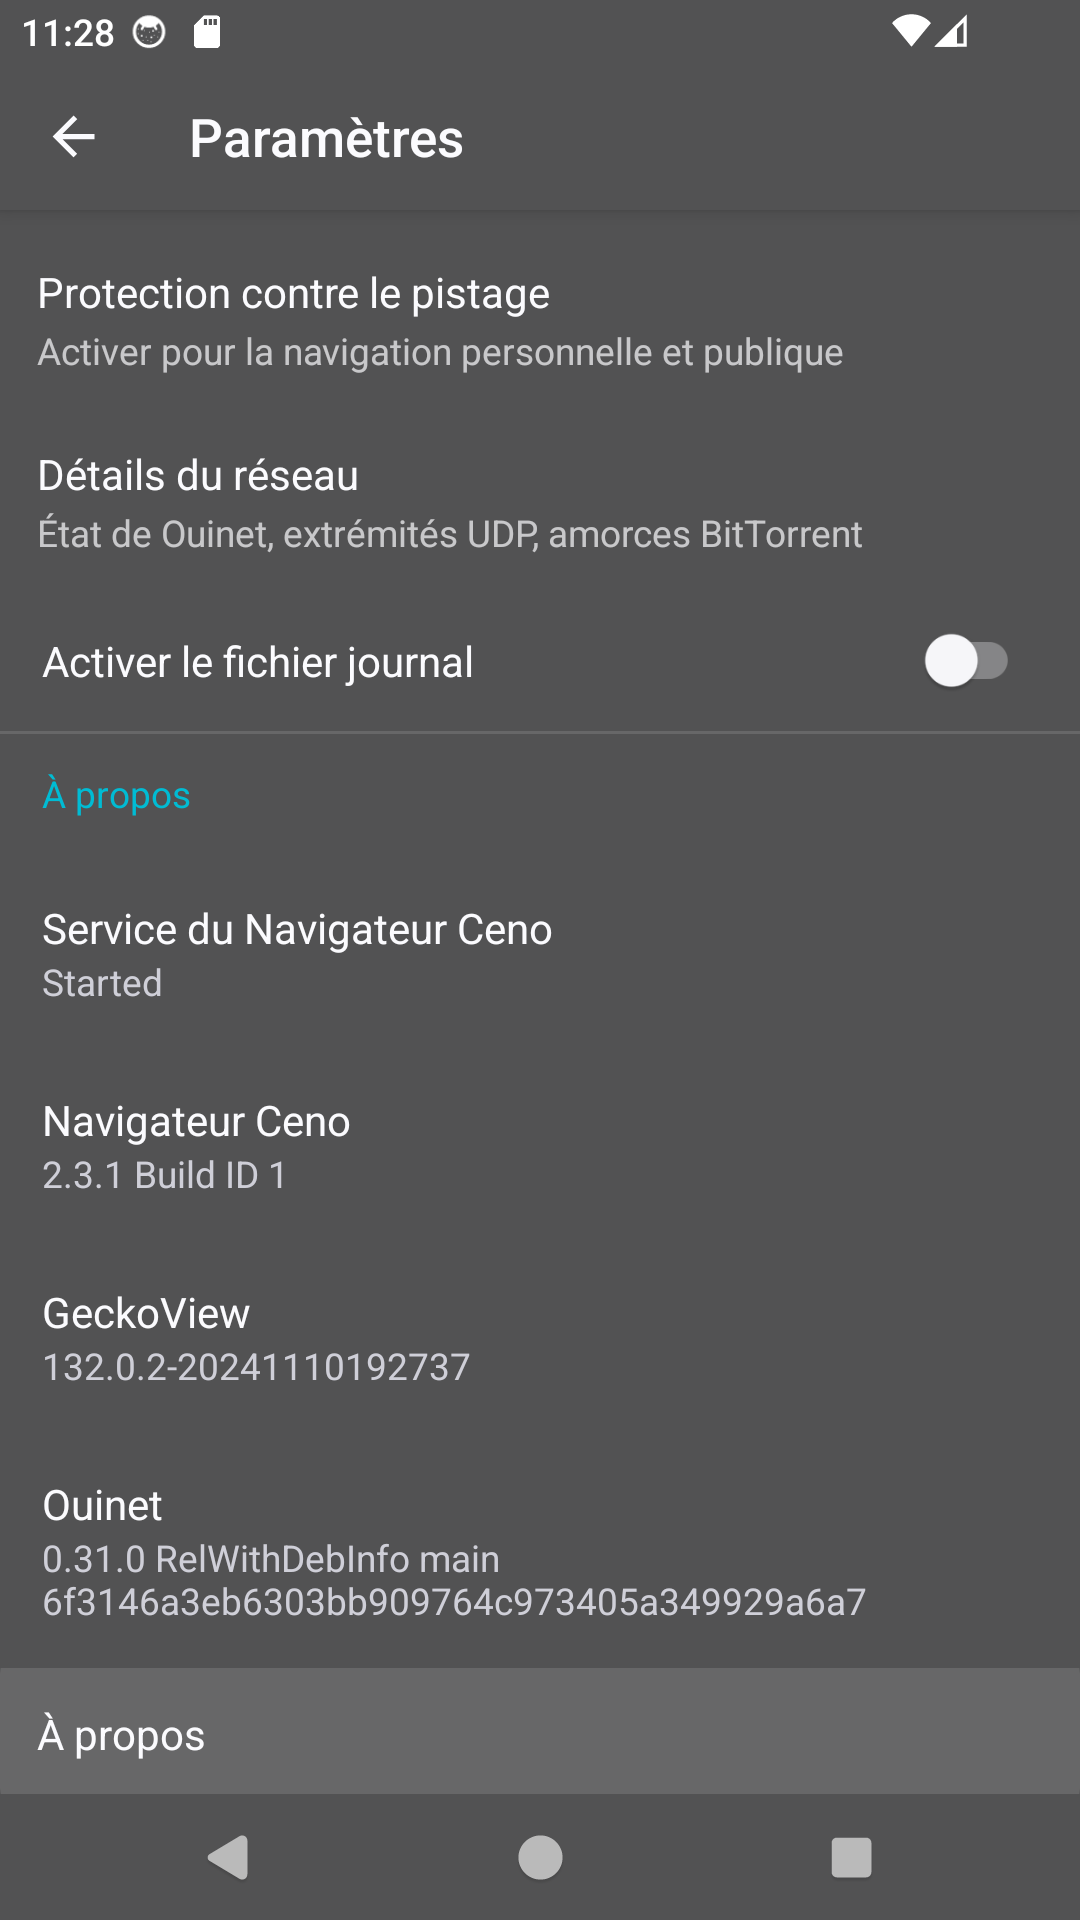 11:28
Paramètres
Protection contre le pistage
Activer pour la navigation personnelle et publique
Détails du réseau
État de Ouinet, extrémités UDP, amorces BitTorrent
Activer le fichier journal
À propos
Service du Navigateur Ceno
Started
Navigateur Ceno
2.3.1 Build ID 1
GeckoView
132.0.2-20241110192737
Ouinet
0.31.0 RelWithDebInfo main
6f3146a3eb6303bb909764c973405a349929a6a7
À propos